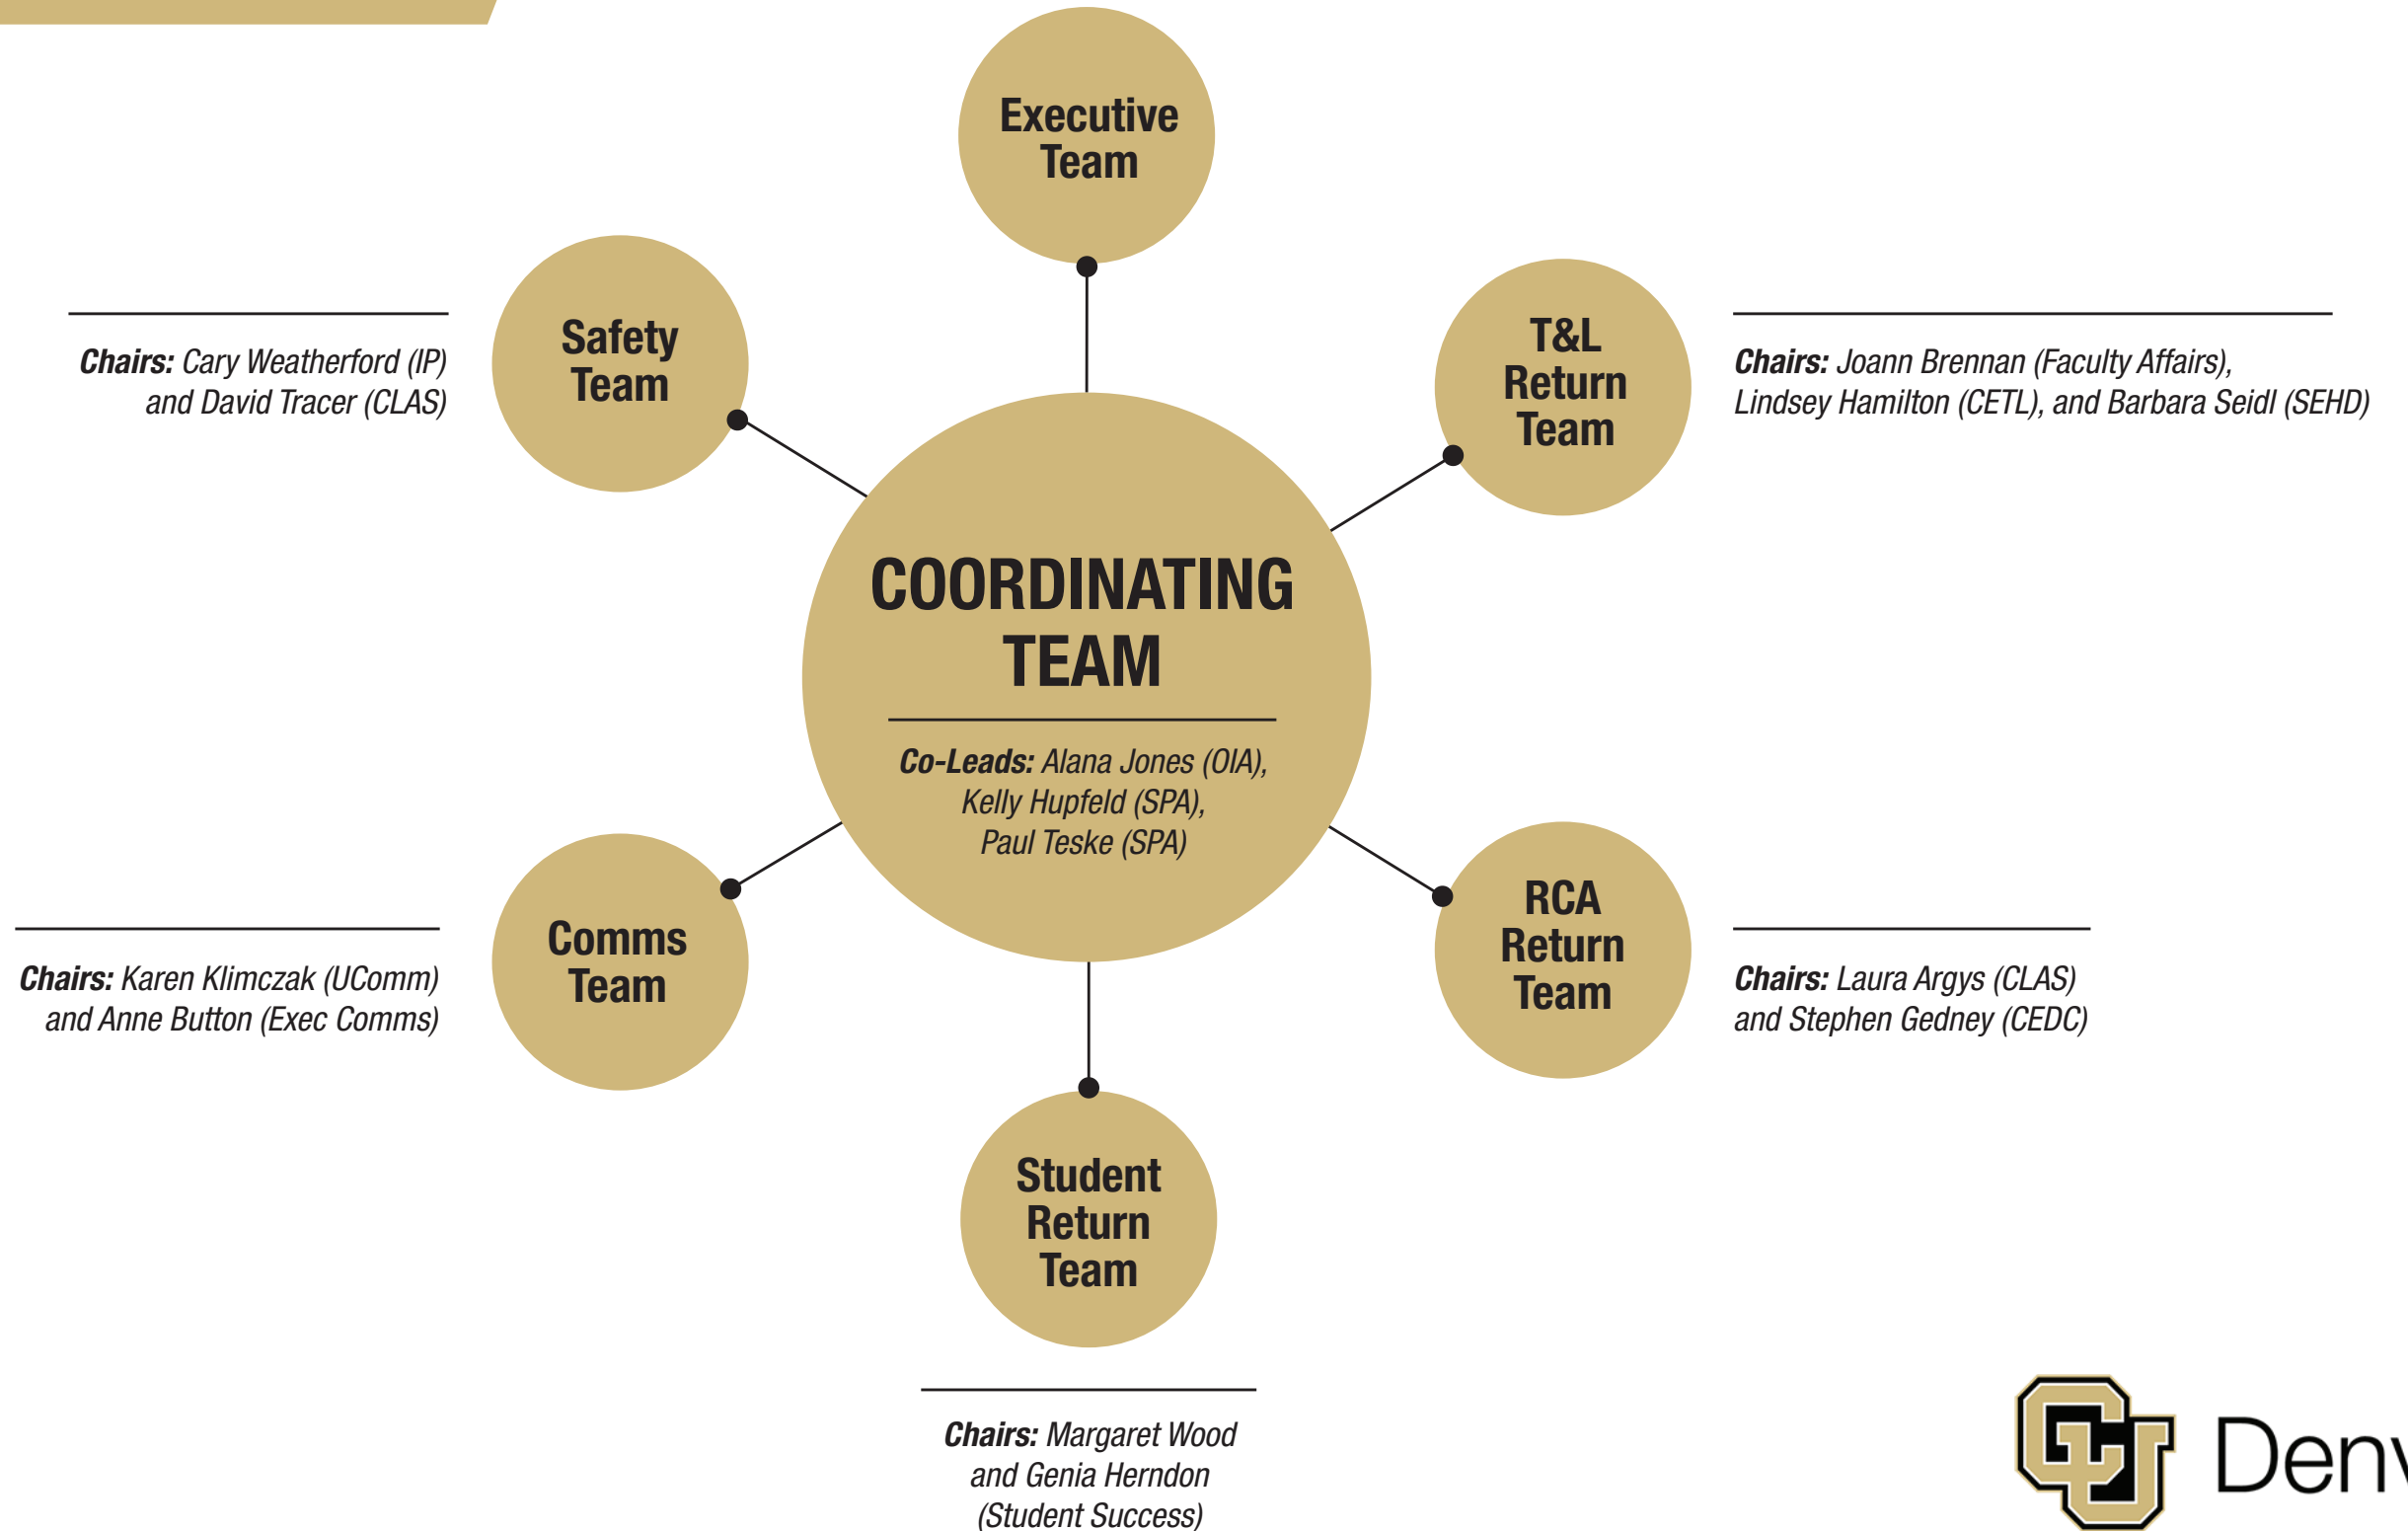 Executive
Team
Safety
Team
Chairs: Cary Weatherford (IP)
and David Tracer (CLAS)
T&L
Return
Team
Chairs: Joann Brennan (Faculty Affairs),
Lindsey Hamilton (CETL), and Barbara Seidl (SEHD)
COORDINATING
TEAM
Co-Leads: Alana Jones (OIA),
Kelly Hupfeld (SPA),
Paul Teske (SPA)
Comms
Team
Chairs: Karen Klimczak (UComm)
and Anne Button (Exec Comms)
RCA
Return
Team
Chairs: Laura Argys (CLAS)
and Stephen Gedney (CEDC)
Student
Return
Team
Chairs: Margaret Wood
and Genia Herndon
(Student Success)
CU